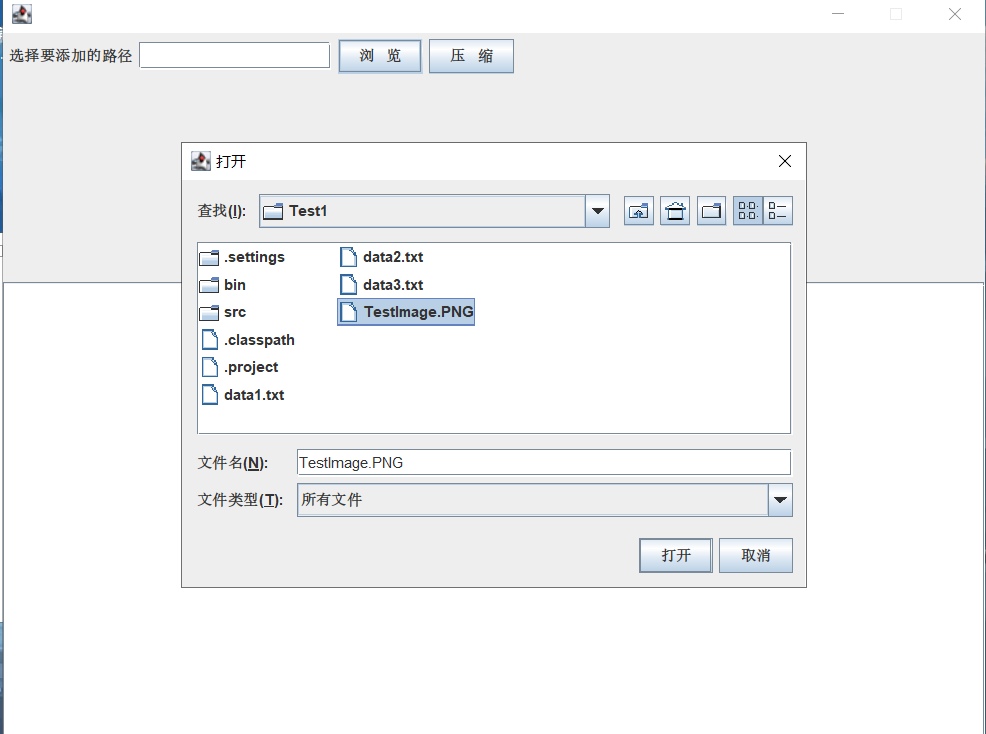 选择要添加的路径 浏 览 压 缩
打开
查找(I): Test1
.settings data2.txt
bin data3.txt
src TestImage.PNG
.classpath
.project
data1.txt
文件名(N): TestImage.PNG
文件类型(T): 所有文件
打开 取消